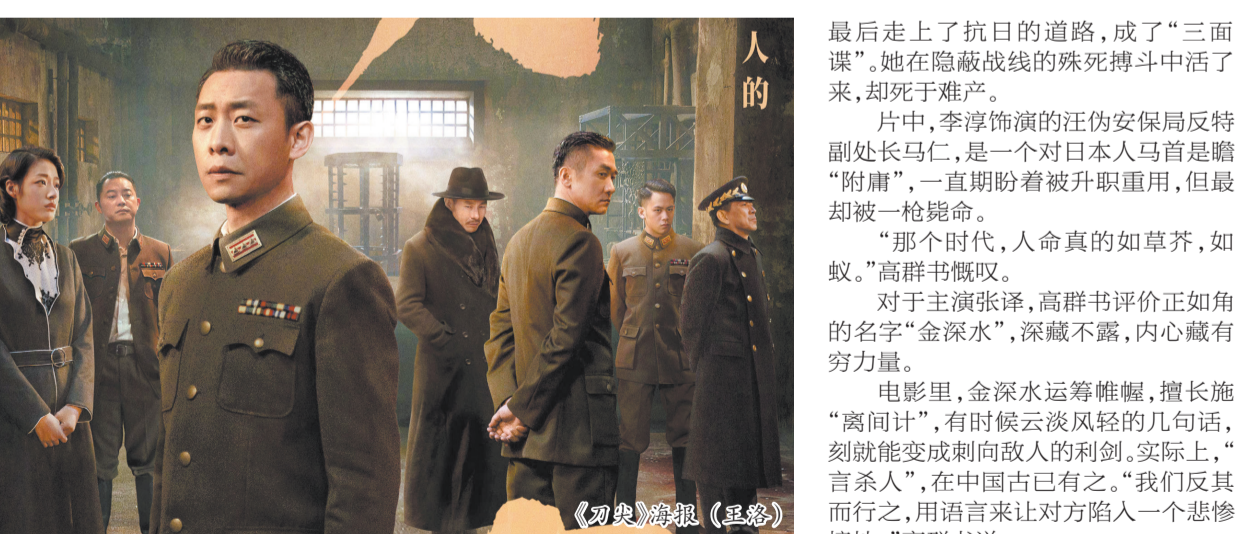 人的
《刀尖》海报（王洛）
最后走上了抗日的道路，成了“三面
谍”。她在隐蔽战线的殊死搏斗中活了
来，却死于难产。
片中，李淳饰演的汪伪安保局反特
副处长马仁，是一个对日本人马首是瞻
“附庸”，一直期盼着被升职重用，但最
却被一枪毙命。
“那个时代，人命真的如草芥，如
蚁。”高群书慨叹。
对于主演张译，高群书评价正如角
的名字“金深水”，深藏不露，内心藏有
穷力量。
电影里，金深水运筹帷幄，擅长施
“离间计”，有时候云淡风轻的几句话，
刻就能变成刺向敌人的利剑。实际上，“
言杀人”，在中国古已有之。“我们反其
而行之，用语言来让对方陷入一个悲惨